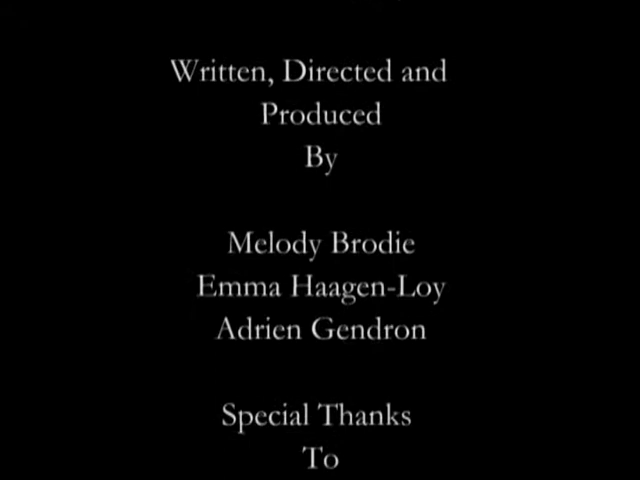 Written, Directed and
Produced
By
Melody Brodie
Emma Haagen-Loy
Adrien Gendron
Special Thanks
To